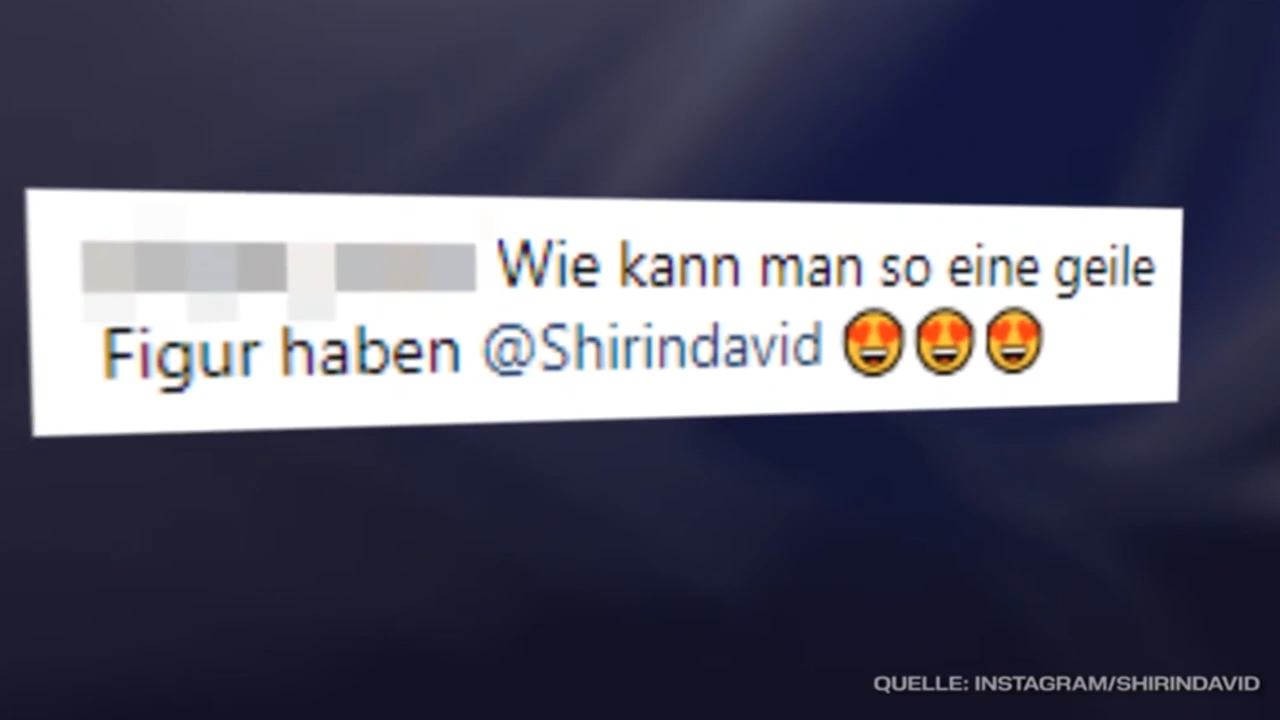 Wie kann man so eine geile
Figur haben @Shirindavid 😍😍😍
QUELLE: INSTAGRAM/SHIRINDAVID